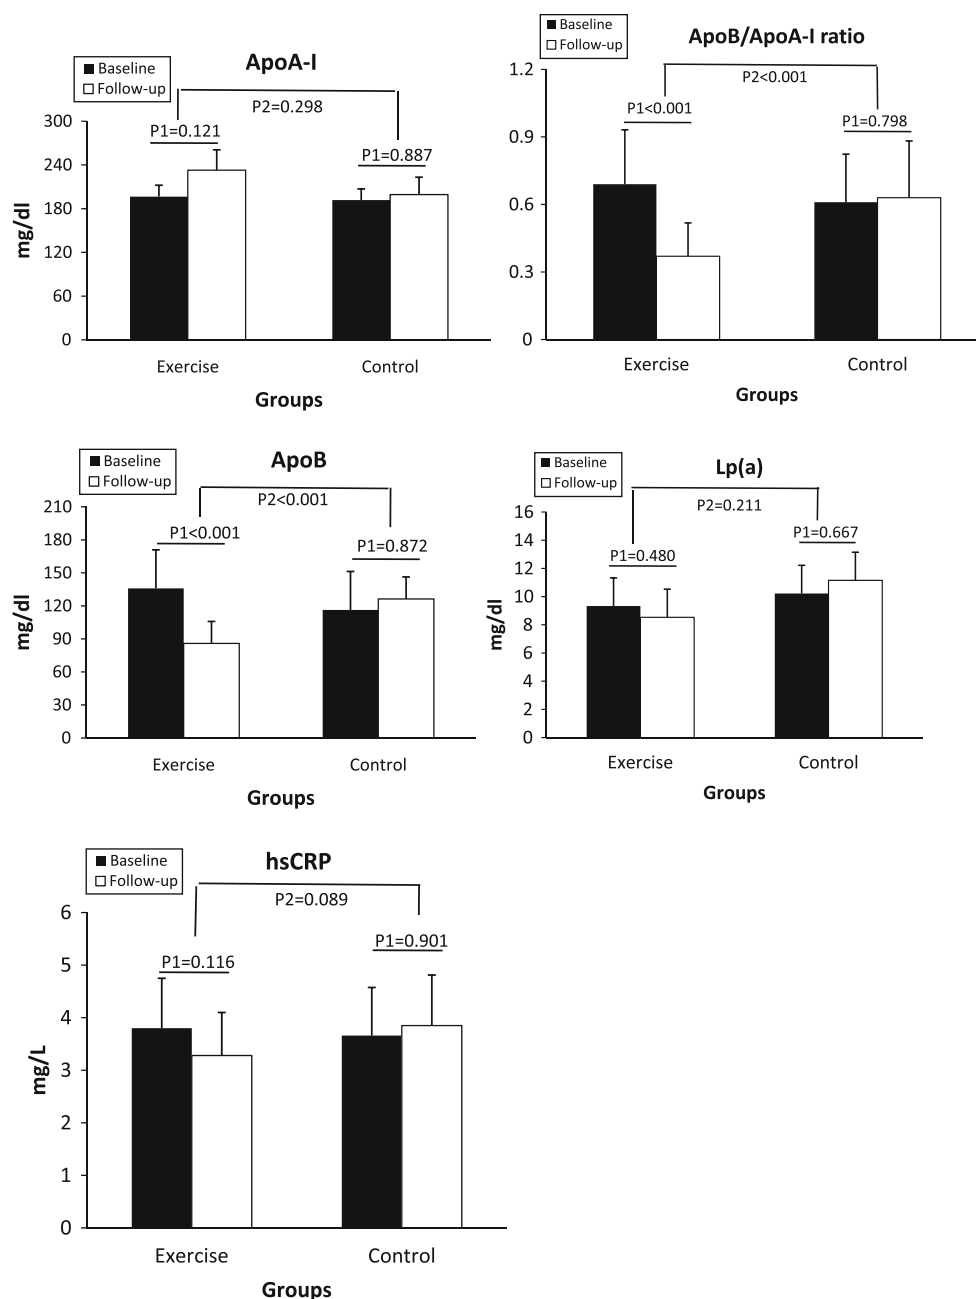 ApoA-I
Baseline
Follow-up
P2=0.298
P1=0.121
P1=0.887
300
240
180
120
60
0
mg/dl
Exercise
Control
Groups
ApoB/ApoA-I ratio
Baseline
Follow-up
P2<0.001
P1<0.001
P1=0.798
1.2
0.9
0.6
0.3
0
Exercise
Control
Groups
ApoB
Baseline
Follow-up
P2<0.001
P1<0.001
P1=0.872
210
180
150
120
90
60
30
0
mg/dl
Exercise
Control
Groups
Lp(a)
Baseline
Follow-up
P2=0.211
P1=0.480
P1=0.667
16
14
12
10
8
6
4
2
0
mg/dl
Exercise
Control
Groups
hsCRP
Baseline
Follow-up
P2=0.089
P1=0.116
P1=0.901
6
5
4
3
2
1
0
mg/L
Exercise
Control
Groups